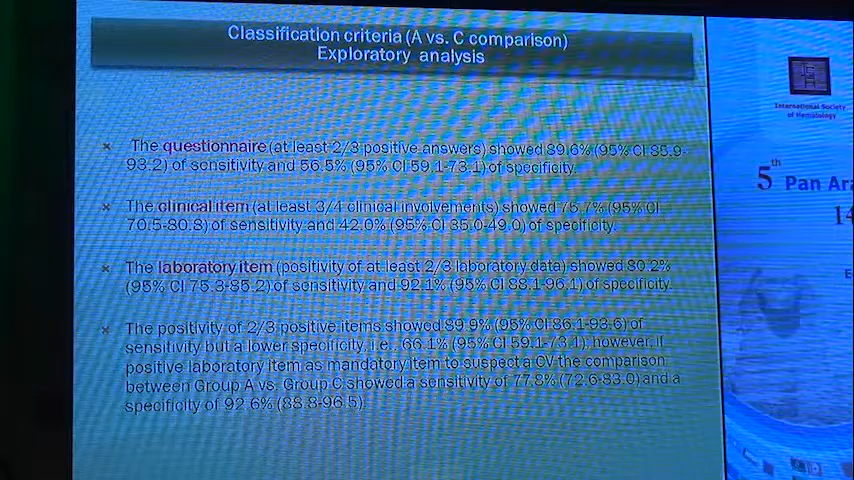 Classification criteria (A vs. C comparison)
Exploratory analysis
The questionnaire (at least 2/3 positive answers) showed 89.6% (95% CI 85.9-
93.2) of sensitivity and 56.5% (95% CI 59.1-73.1) of specificity.
The clinical item (at least 3/4 clinical involvements) showed 75.7% (95% CI
70.5-80.8) of sensitivity and 42.0% (95% CI 35.0-49.0) of specificity.
The laboratory item (positivity of at least 2/3 laboratory data) showed 80.2%
(95% CI 75.3-85.2) of sensitivity and 92.1% (95% CI 88.1-96.1) of specificity.
The positivity of 2/3 positive items showed 89.9% (95% CI 86.1-93.6) of
sensitivity but a lower specificity, i.e., 66.1% (95% CI 59.1-73.1); however, if
positive laboratory item as mandatory item to suspect a CV the comparison
between Group A vs. Group C showed a sensitivity of 77.8% (72.6-83.0) and a
specificity of 92.6% (88.8-96.5).
International Society
of Hematology
5th Pan Ara
14
E